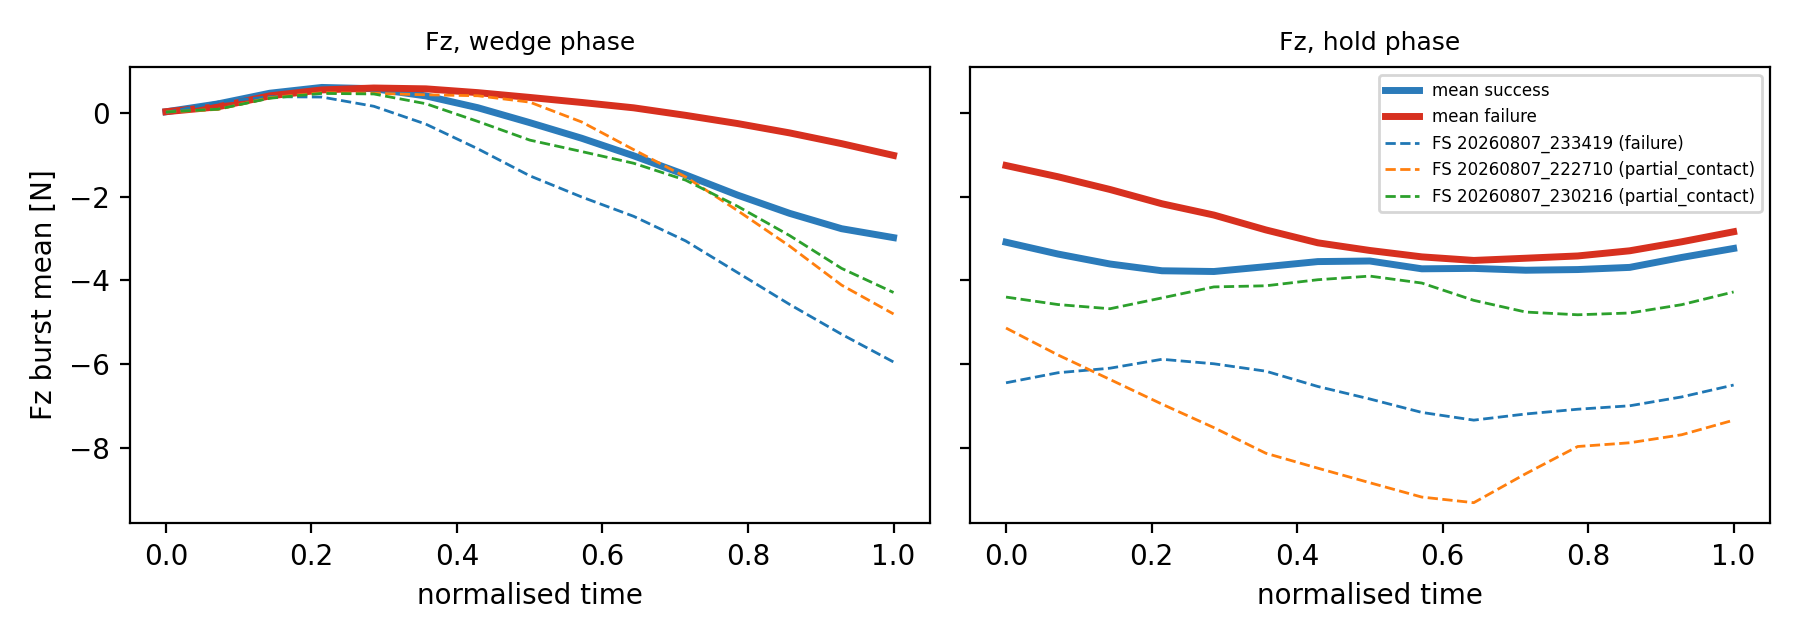 Fz, wedge phase
Fz burst mean [N]
0
−2
−4
−6
−8
0.0 0.2 0.4 0.6 0.8 1.0
normalised time
Fz, hold phase
mean success
mean failure
FS 20260807_233419 (failure)
FS 20260807_222710 (partial_contact)
FS 20260807_230216 (partial_contact)
0.0 0.2 0.4 0.6 0.8 1.0
normalised time